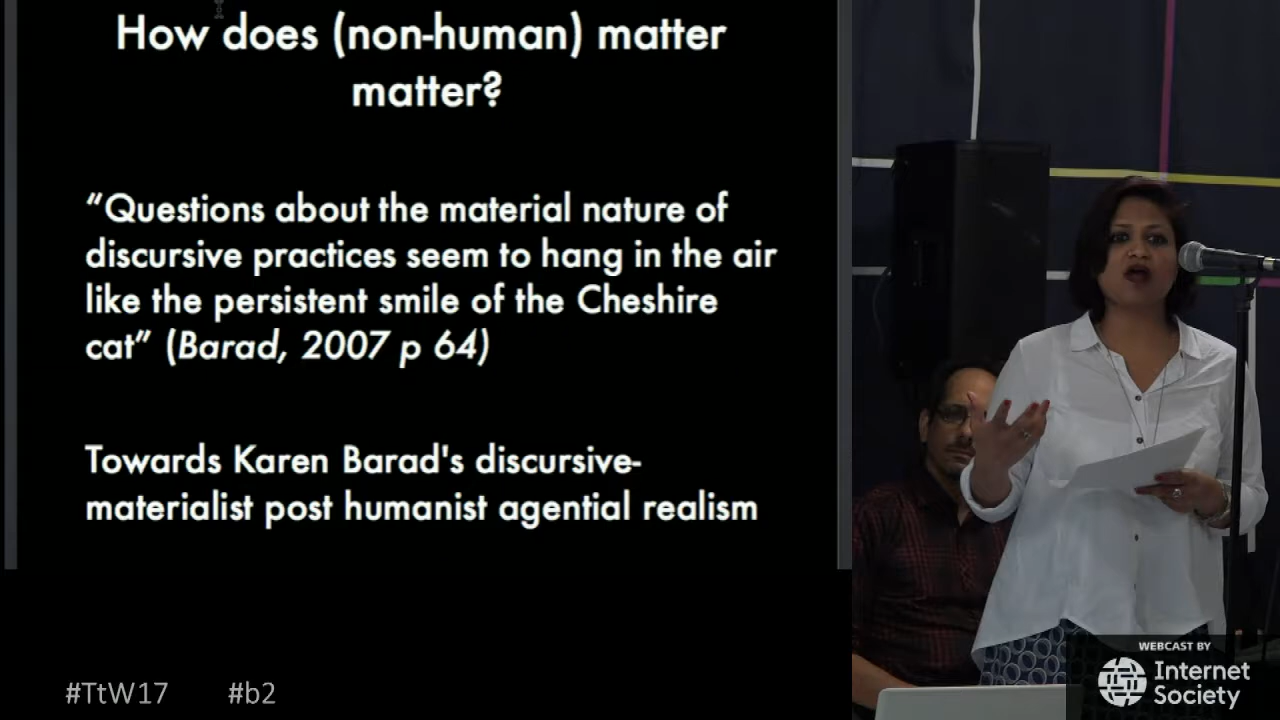 How does (non-human) matter
matter?
“Questions about the material nature of
discursive practices seem to hang in the air
like the persistent smile of the Cheshire
cat” (Barad, 2007 p 64)
Towards Karen Barad's discursive-
materialist post humanist agential realism
#TtW17 #b2
WEBCAST BY
Internet
Society